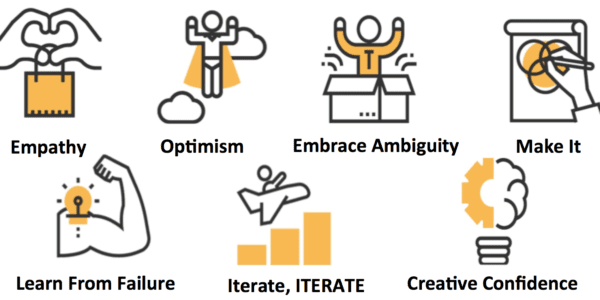 Empathy
Optimism
Embrace Ambiguity
Make It
Learn From Failure
Iterate, ITERATE
Creative Confidence